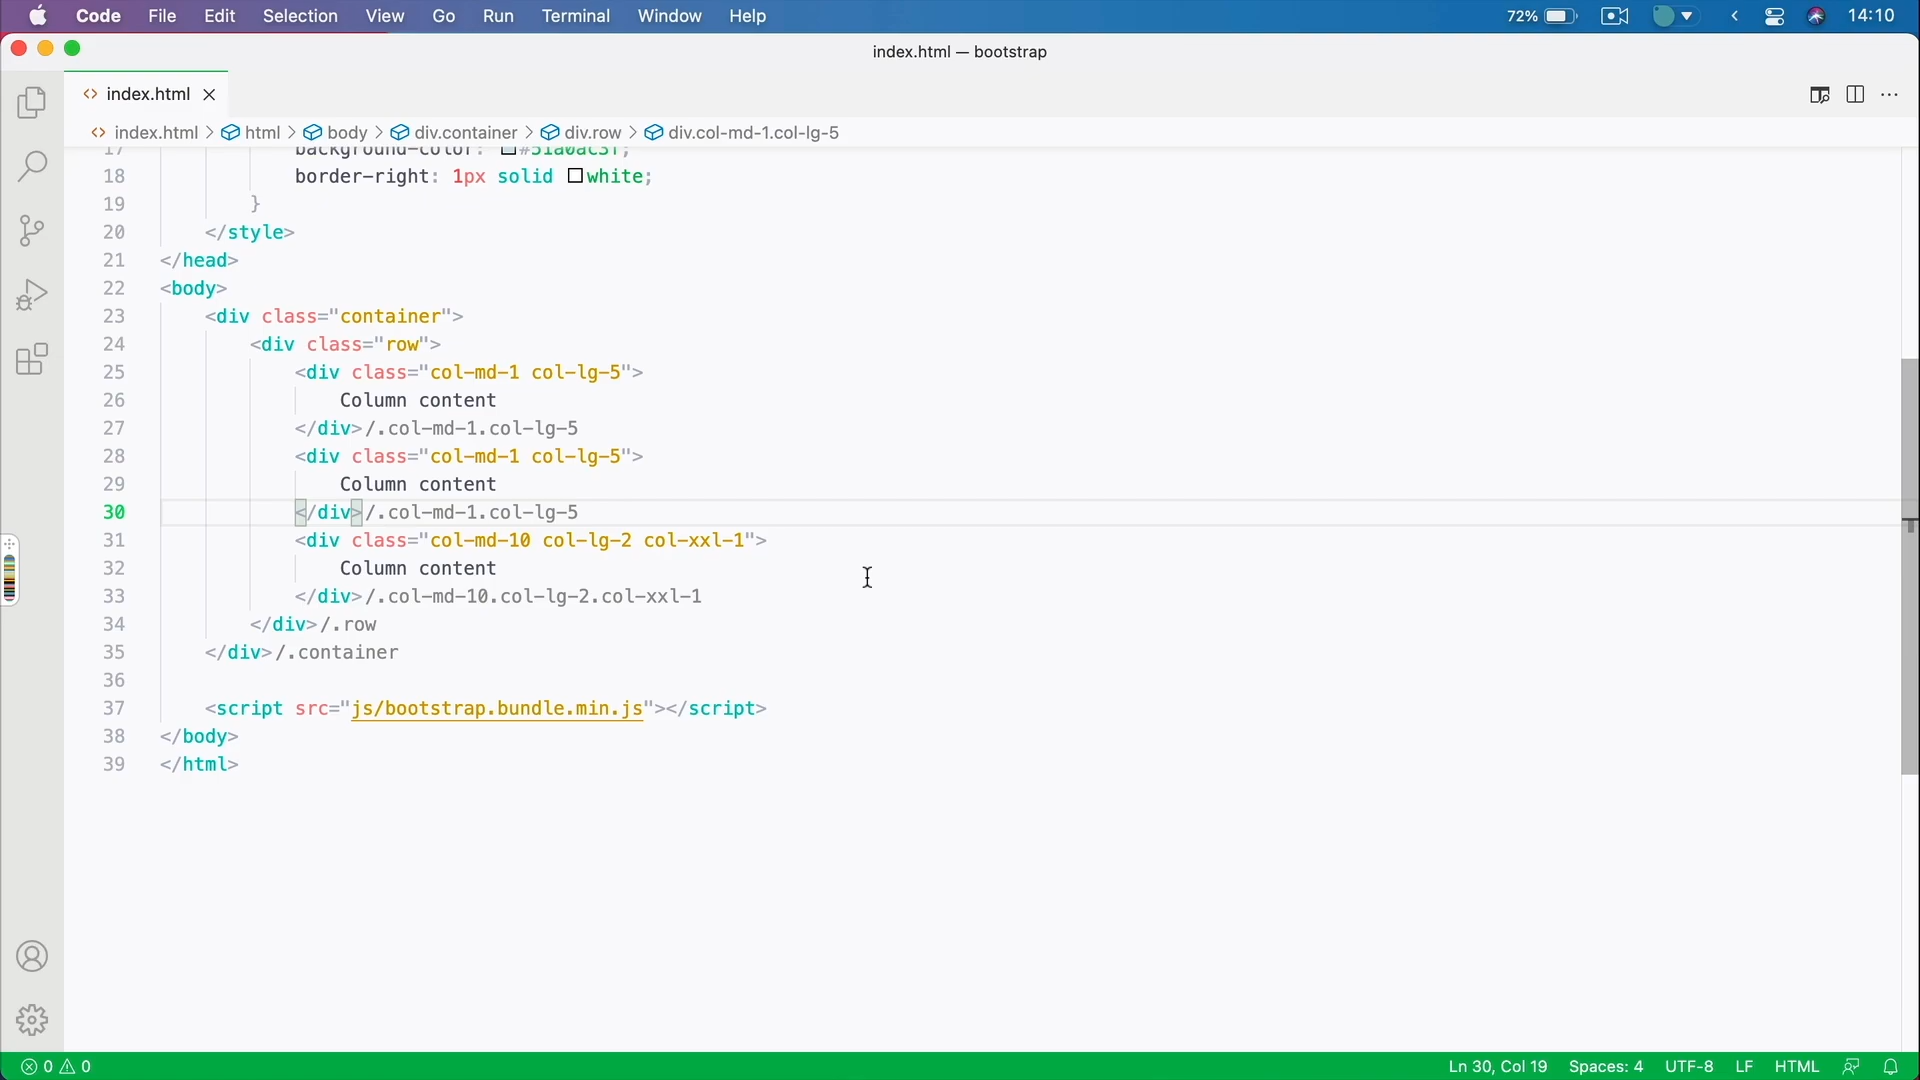 Code File Edit Selection View Go Run Terminal Window Help 72% 14:10
index.html — bootstrap
index.html
index.html > html > body > div.container > div.row > div.col-md-1.col-lg-5
17 background-color: #51a0ac3f;
18 border-right: 1px solid white;
19 }
20 </style>
21 </head>
22 <body>
23 <div class="container">
24 <div class="row">
25 <div class="col-md-1 col-lg-5">
26 Column content
27 </div>/.col-md-1.col-lg-5
28 <div class="col-md-1 col-lg-5">
29 Column content
30 </div>/.col-md-1.col-lg-5
31 <div class="col-md-10 col-lg-2 col-xxl-1">
32 Column content
33 </div>/.col-md-10.col-lg-2.col-xxl-1
34 </div>/.row
35 </div>/.container
36
37 <script src="js/bootstrap.bundle.min.js"></script>
38 </body>
39 </html>
0 0 Ln 30, Col 19 Spaces: 4 UTF-8 LF HTML